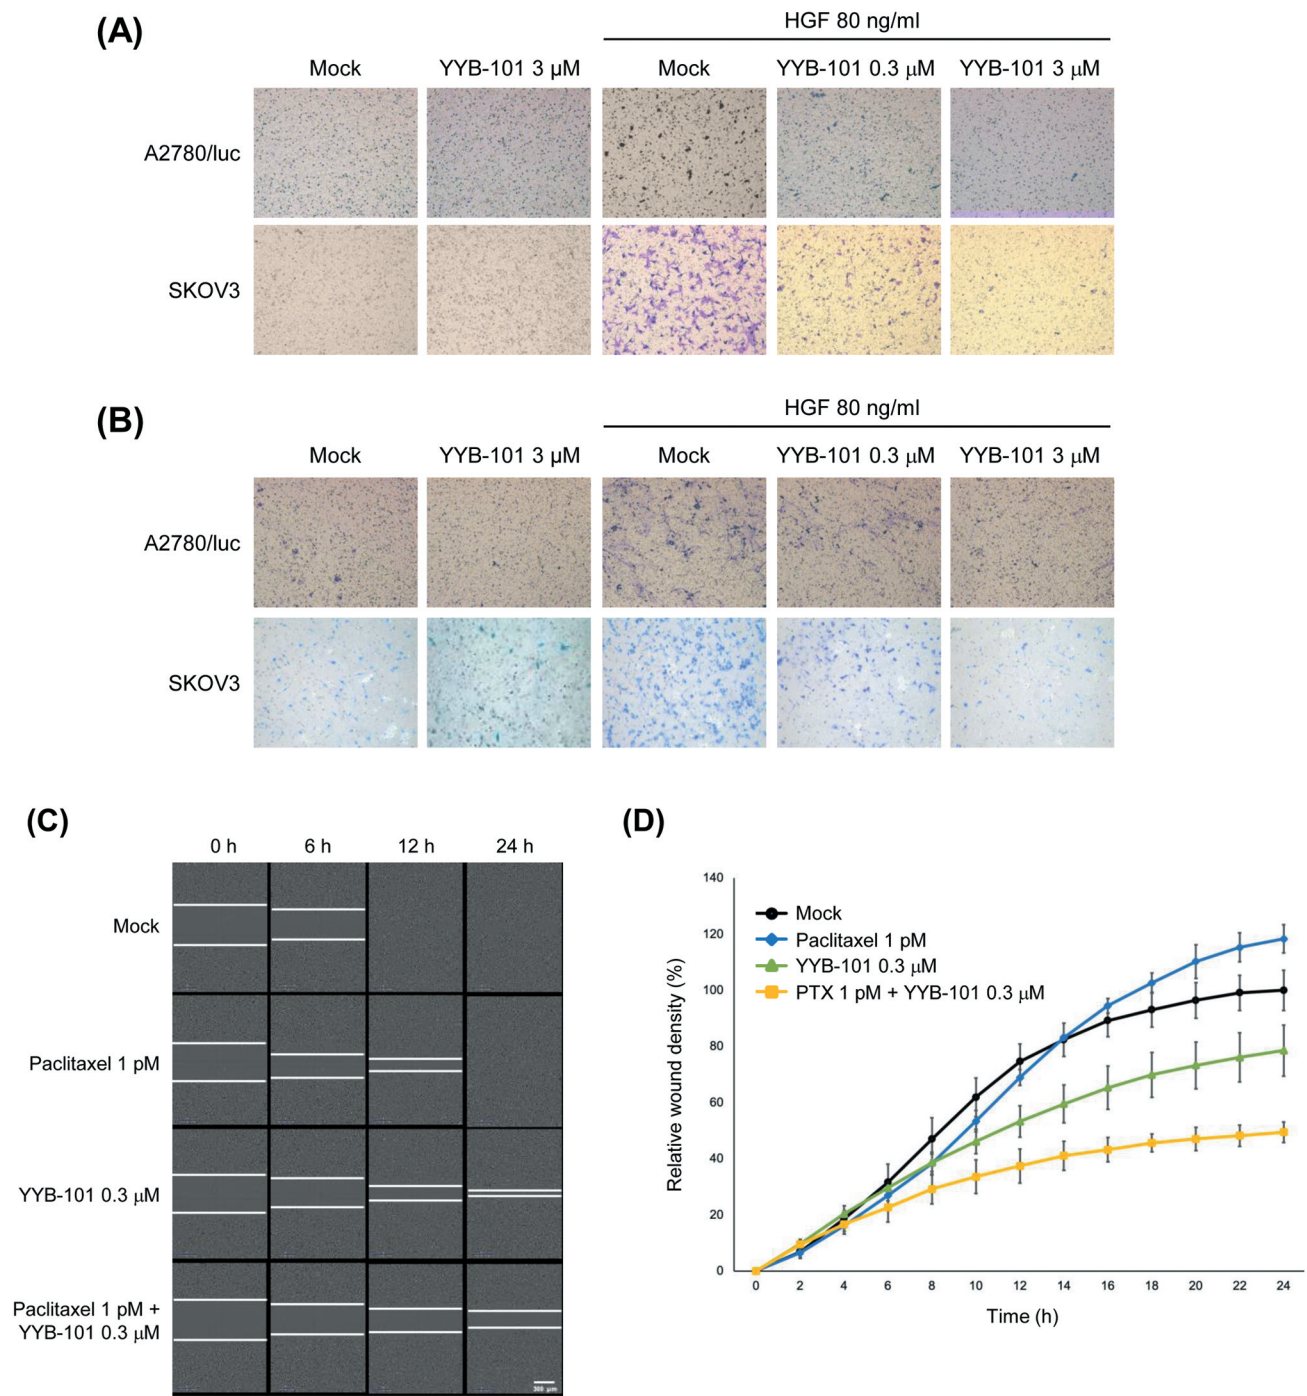 (A)
HGF 80 ng/ml
Mock YYB-101 3 µM Mock YYB-101 0.3 µM YYB-101 3 µM
A2780/luc
SKOV3
(B)
HGF 80 ng/ml
Mock YYB-101 3 µM Mock YYB-101 0.3 µM YYB-101 3 µM
A2780/luc
SKOV3
(C)
0 h 6 h 12 h 24 h
Mock
Paclitaxel 1 pM
YYB-101 0.3 µM
Paclitaxel 1 pM +
YYB-101 0.3 µM
300 µm
(D)
Relative wound density (%)
140
120
100
80
60
40
20
0
Mock
Paclitaxel 1 pM
YYB-101 0.3 µM
PTX 1 pM + YYB-101 0.3 µM
0 2 4 6 8 10 12 14 16 18 20 22 24
Time (h)